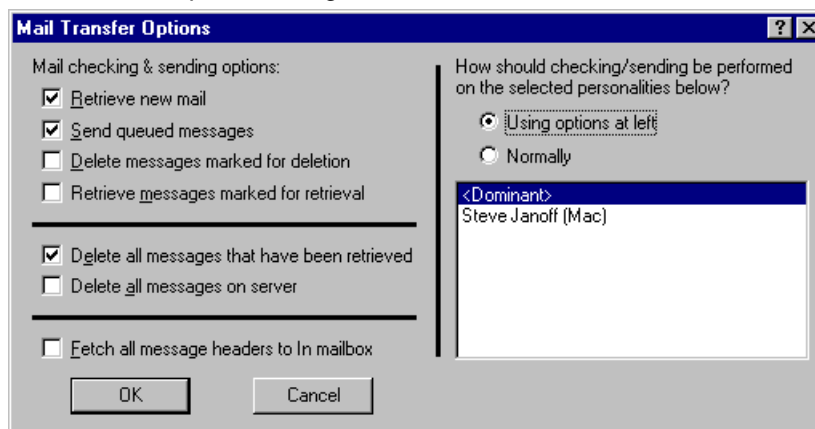 Mail Transfer Options
Mail checking & sending options:
Retrieve new mail
Send queued messages
Delete messages marked for deletion
Retrieve messages marked for retrieval
Delete all messages that have been retrieved
Delete all messages on server
Fetch all message headers to In mailbox
OK Cancel
How should checking/sending be performed
on the selected personalities below?
Using options at left
Normally
<Dominant>
Steve Janoff (Mac)